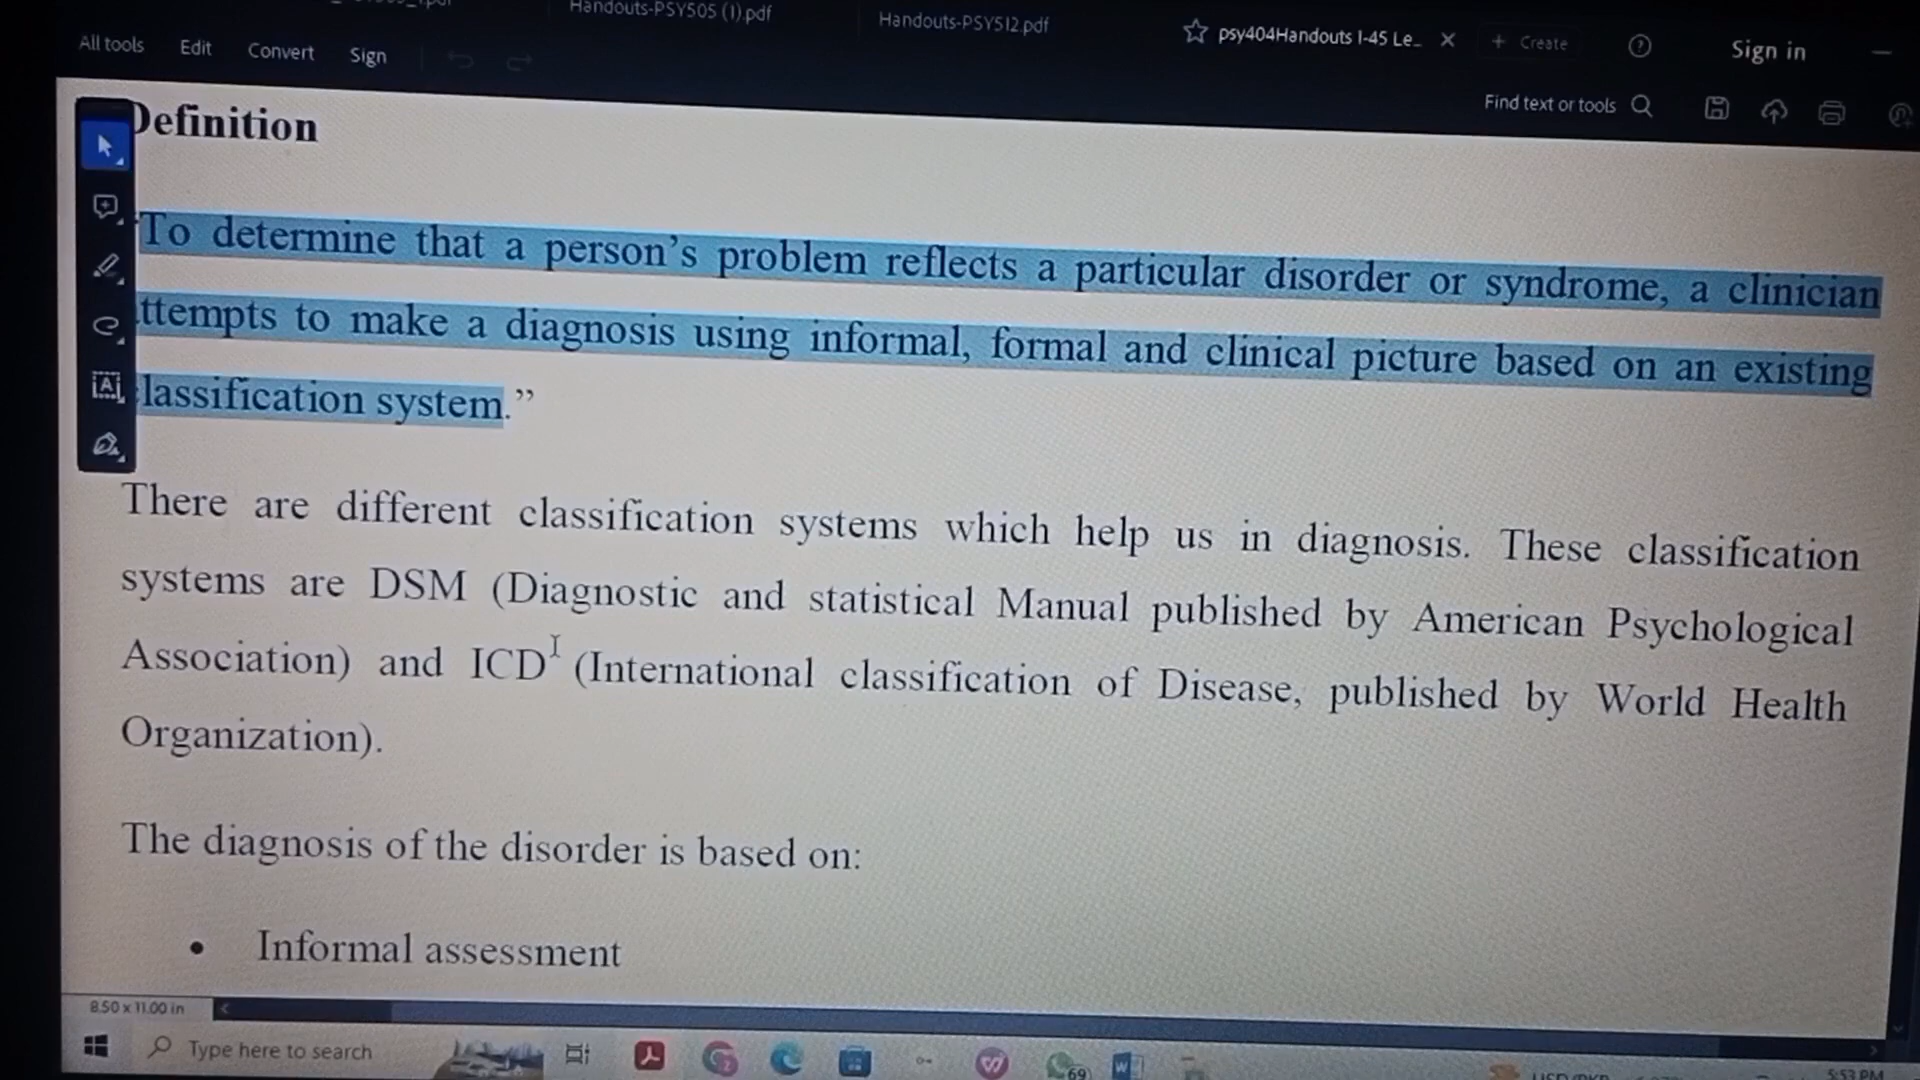 Handouts-PSY505 (1).pdf
Handouts-PSY512.pdf
psy404Handouts 1-45 Le...
Create
Sign in
All tools
Edit
Convert
Sign
Find text or tools
Definition
To determine that a person's problem reflects a particular disorder or syndrome, a clinician
ttempts to make a diagnosis using informal, formal and clinical picture based on an existing
lassification system.”
There are different classification systems which help us in diagnosis. These classification
systems are DSM (Diagnostic and statistical Manual published by American Psychological
Association) and ICD (International classification of Disease, published by World Health
Organization).
The diagnosis of the disorder is based on:
• Informal assessment
8.50 x 11.00 in
Type here to search
69
5:53 PM